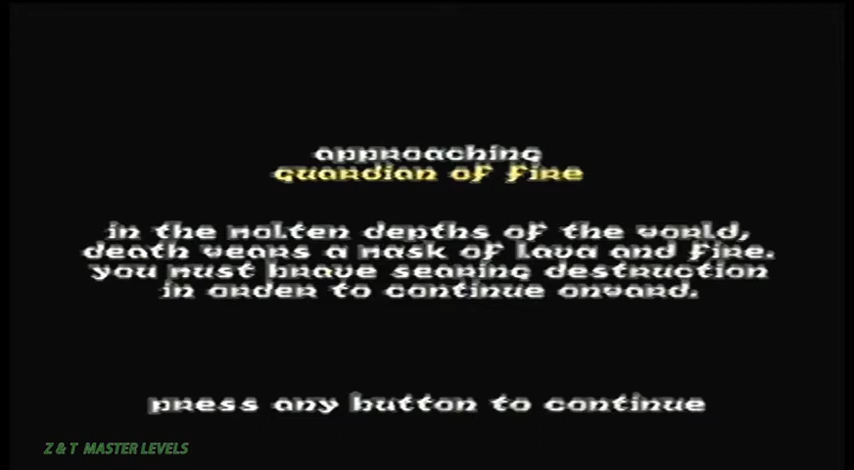 approaching
guardian of fire
in the molten depths of the world,
death wears a mask of lava and fire.
you must brave searing destruction
in order to continue onward.
press any button to continue
Z & T MASTER LEVELS